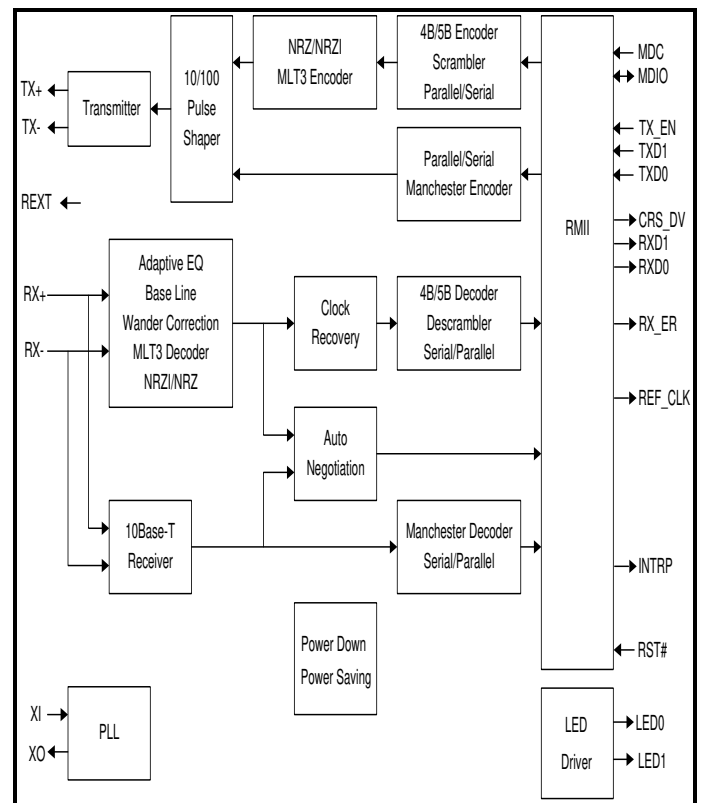 NRZ/NRZI
MLT3 Encoder
4B/5B Encoder
Scrambler
Parallel/Serial
10/100
Pulse
Shaper
Transmitter
TX+
TX-
Parallel/Serial
Manchester Encoder
REXT
RMII
MDC
MDIO
TX_EN
TXD1
TXD0
CRS_DV
RXD1
RXD0
RX_ER
REF_CLK
INTRP
RST#
RX+
RX-
Adaptive EQ
Base Line
Wander Correction
MLT3 Decoder
NRZI/NRZ
Clock
Recovery
4B/5B Decoder
Descrambler
Serial/Parallel
Auto
Negotiation
10Base-T
Receiver
Manchester Decoder
Serial/Parallel
Power Down
Power Saving
XI
XO
PLL
LED
Driver
LED0
LED1